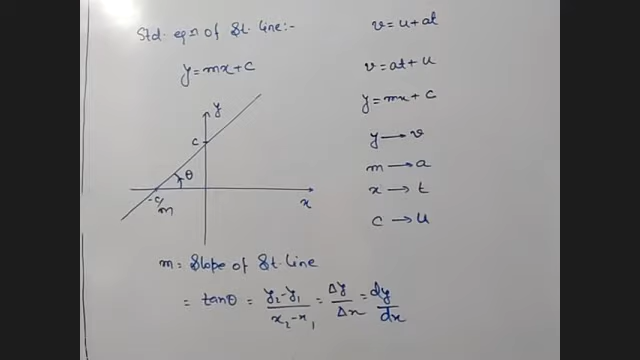 Std. eqn of St. line:-
y = mx + c
y
c
θ
-c/m
x
m = Slope of St. line
= tanθ = y₂-y₁/x₂-x₁ = Δy/Δx = dy/dx
v = u + at
v = at + u
y = mx + c
y → v
m → a
x → t
c → u